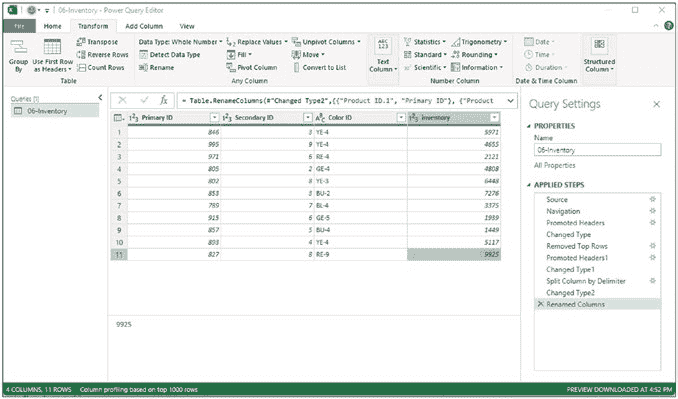 06-Inventory - Power Query Editor
File Home Transform Add Column View
Group By
Use First Row as Headers
Transpose
Reverse Rows
Count Rows
Table
Data Type: Whole Number
Detect Data Type
Rename
Replace Values
Fill
Pivot Column
Unpivot Columns
Move
Convert to List
Any Column
ABC 123
Text Column
Statistics
Standard
Scientific
Trigonometry
Rounding
Information
Number Column
Date
Time
Duration
Date & Time Column
Structured Column
Queries [1]
06-Inventory
fx = Table.RenameColumns(#"Changed Type2",{{"Product ID.1", "Primary ID"}, {"Product
Primary ID Secondary ID Color ID Inventory
1 846 3 YE-4 5971
2 995 9 YE-4 4655
3 971 6 RE-4 2121
4 805 2 GE-4 4808
5 802 8 YE-3 6448
6 853 5 BU-2 7276
7 7 BL-4 3375
8 915 6 GE-5
9 857 5 BU-4 1449
10 893 4 YE-4 5117
11 827 8 RE-9 9925
9925
Query Settings
PROPERTIES
Name
06-Inventory
All Properties
APPLIED STEPS
Source
Navigation
Promoted Headers
Changed Type
Removed Top Rows
Promoted Headers1
Changed Type1
Split Column by Delimiter
Changed Type2
Renamed Columns
4 COLUMNS, 11 ROWS Column profiling based on top 1000 rows PREVIEW DOWNLOADED AT 4:52 PM